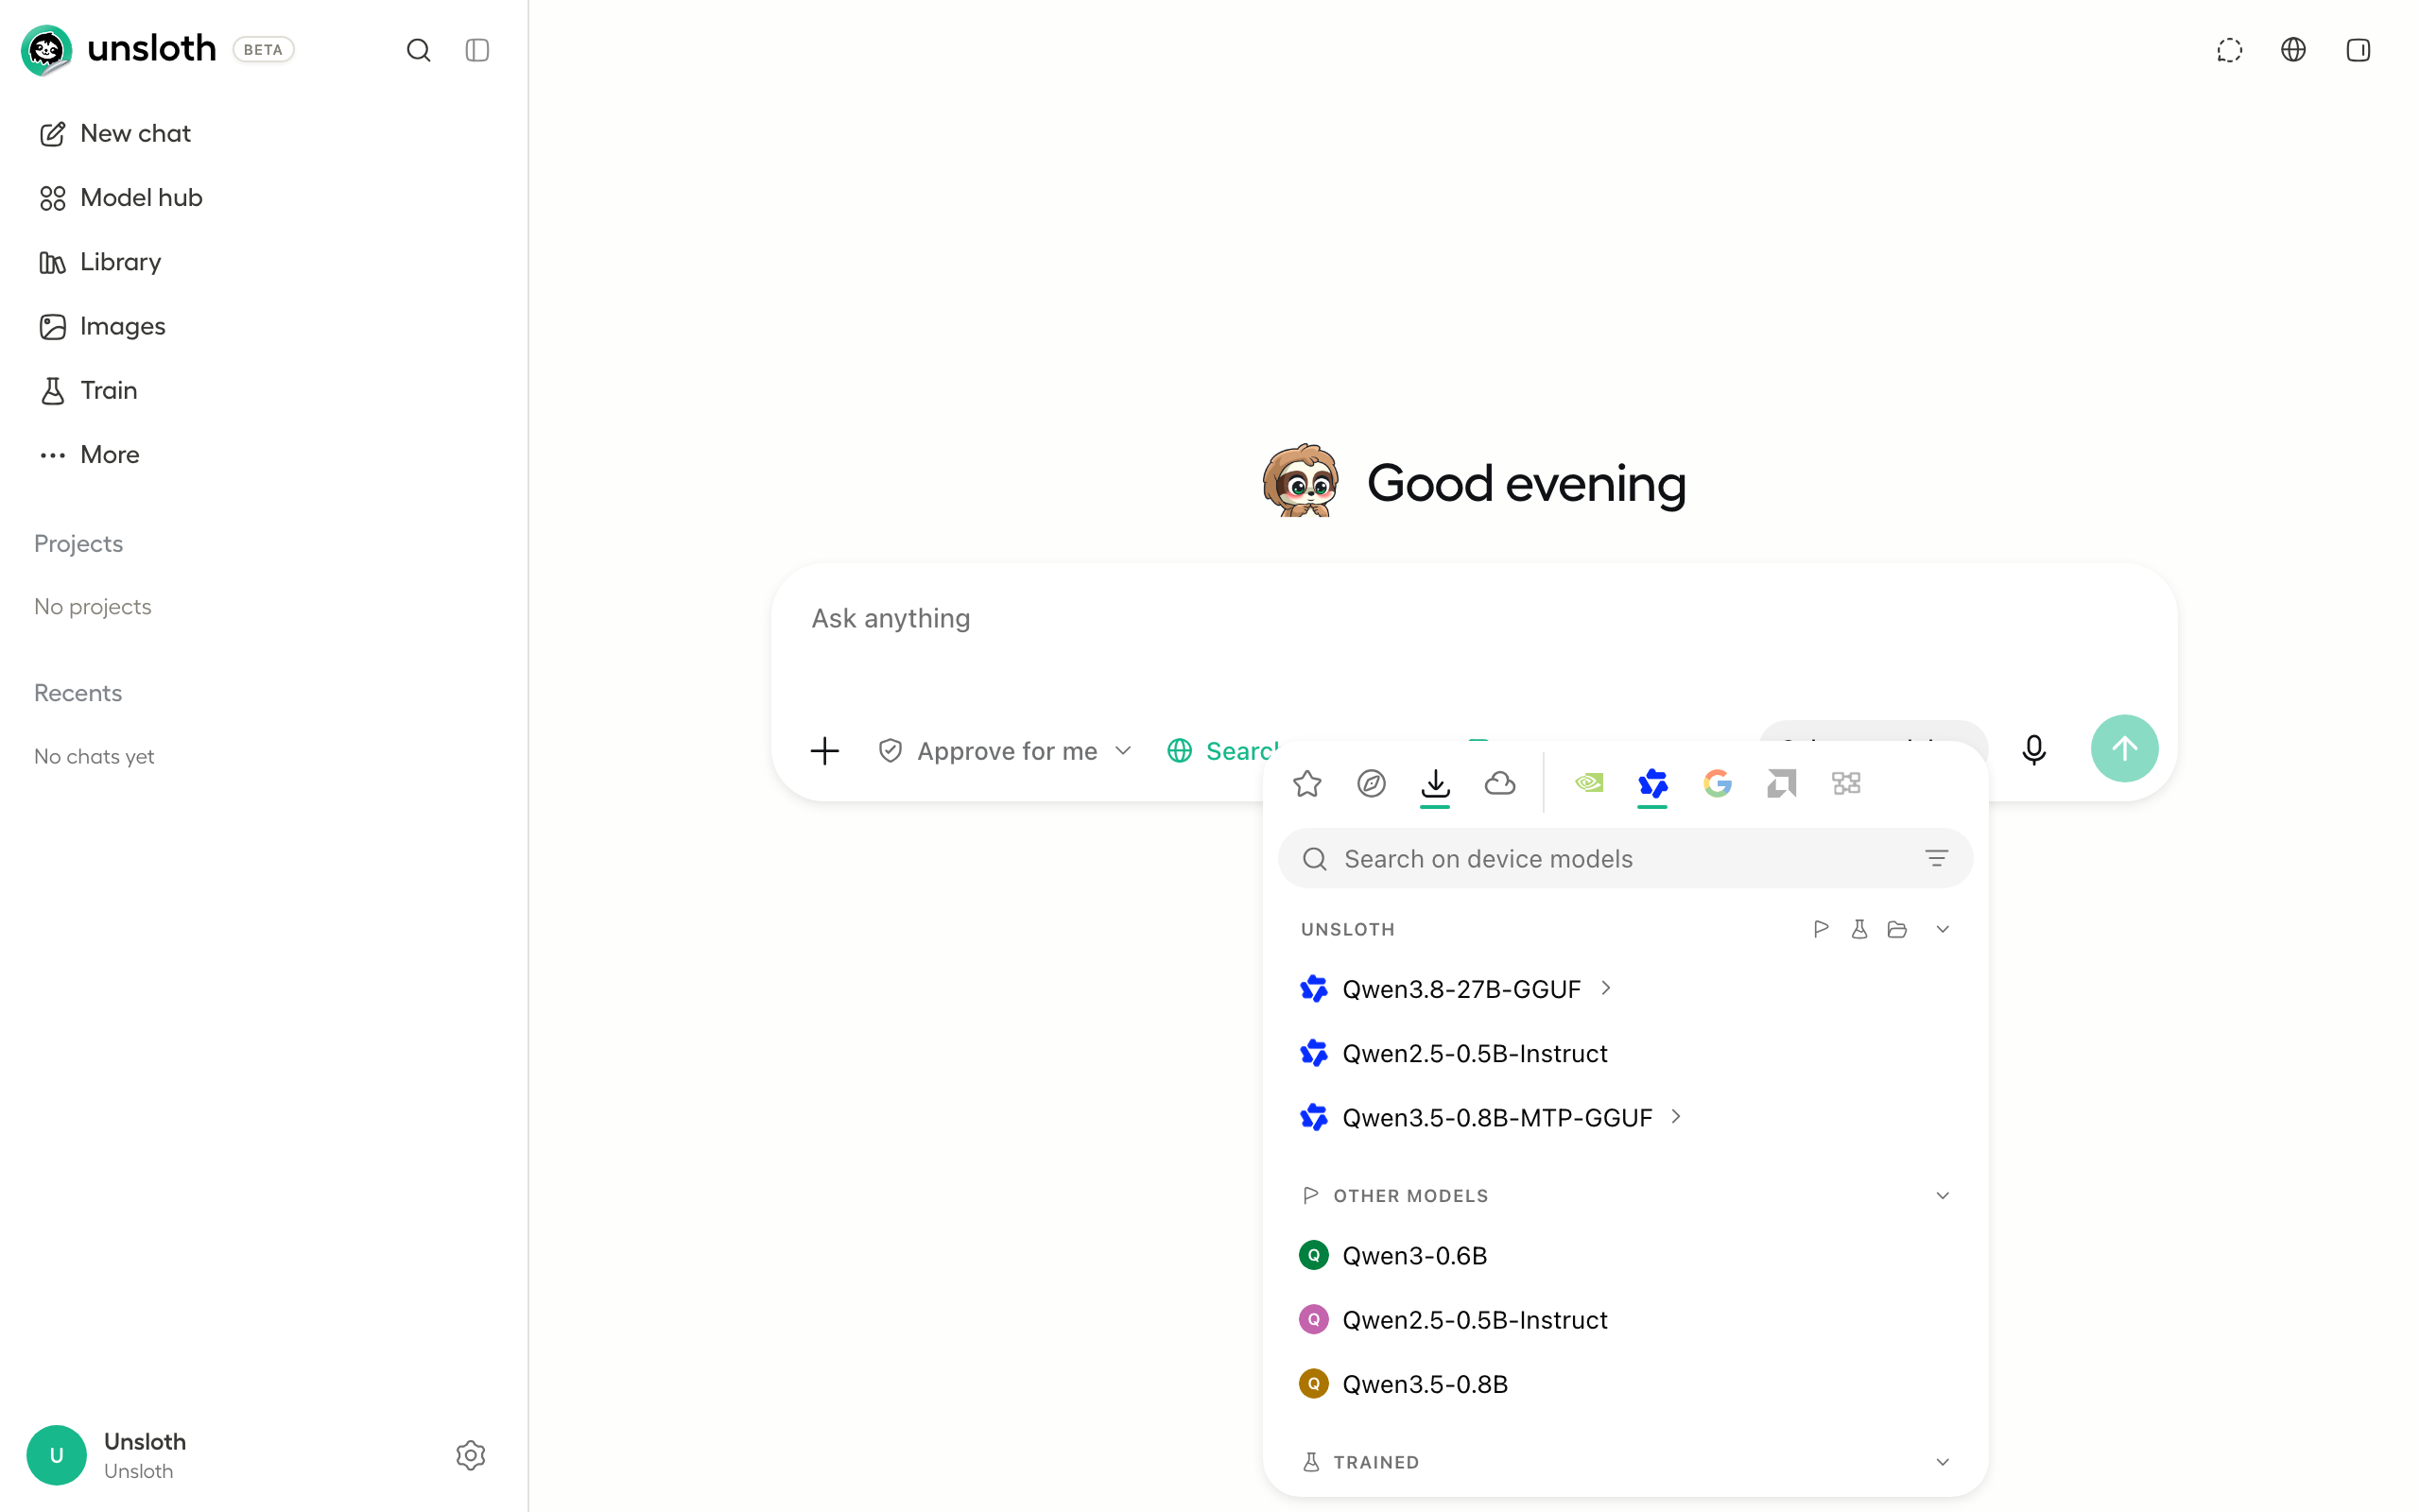 unsloth BETA
New chat
Model hub
Library
Images
Train
More
Projects
No projects
Recents
No chats yet
U
Unsloth
Unsloth
Good evening
Ask anything
Approve for me
Search
Search on device models
UNSLOTH
Qwen3.8-27B-GGUF
Qwen2.5-0.5B-Instruct
Qwen3.5-0.8B-MTP-GGUF
OTHER MODELS
Q Qwen3-0.6B
Q Qwen2.5-0.5B-Instruct
Q Qwen3.5-0.8B
TRAINED